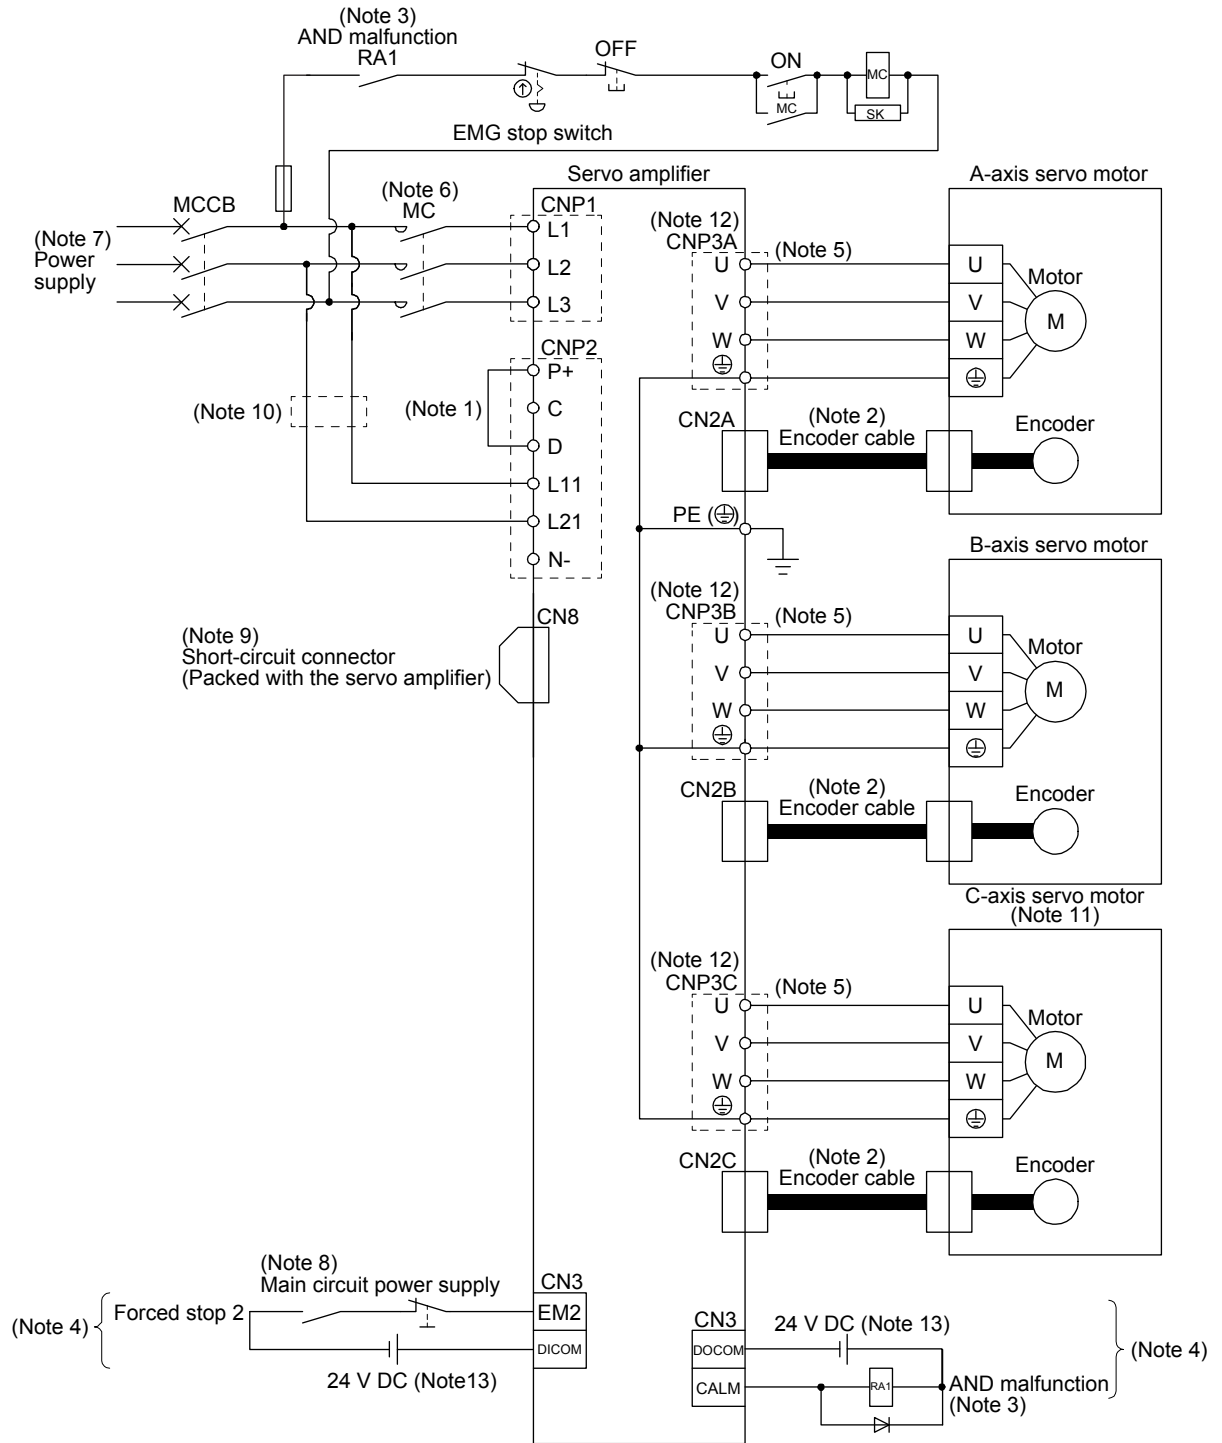 (Note 3)
AND malfunction
RA1
OFF
ON
MC
MC
SK
EMG stop switch
Servo amplifier
A-axis servo motor
MCCB
(Note 6)
MC
CNP1
L1
L2
L3
(Note 7)
Power
supply
(Note 12)
CNP3A
U
V
W
(Note 5)
U
V
W
Motor
M
CNP2
P+
C
D
L11
L21
N-
(Note 10)
(Note 1)
CN2A
(Note 2)
Encoder cable
Encoder
PE ( )
B-axis servo motor
(Note 12)
CNP3B
U
V
W
(Note 5)
U
V
W
Motor
M
CN8
(Note 9)
Short-circuit connector
(Packed with the servo amplifier)
CN2B
(Note 2)
Encoder cable
Encoder
C-axis servo motor
(Note 11)
(Note 12)
CNP3C
U
V
W
(Note 5)
U
V
W
Motor
M
CN2C
(Note 2)
Encoder cable
Encoder
(Note 8)
Main circuit power supply
(Note 4)
Forced stop 2
CN3
EM2
DICOM
24 V DC (Note13)
CN3
DOCOM
CALM
24 V DC (Note 13)
RA1
AND malfunction
(Note 3)
(Note 4)